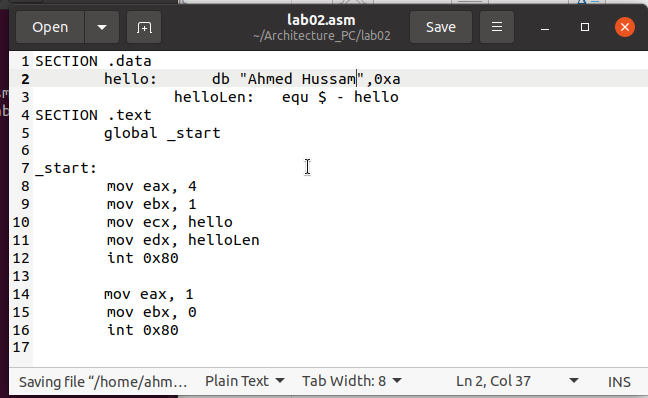 lab02.asm
Open
Save
~/Architecture_PC/lab02
1 SECTION .data
2 hello: db "Ahmed Hussam",0xa
3 helloLen: equ $ - hello
4 SECTION .text
5 global _start
6
7 _start:
8 mov eax, 4
9 mov ebx, 1
10 mov ecx, hello
11 mov edx, helloLen
12 int 0x80
13
14 mov eax, 1
15 mov ebx, 0
16 int 0x80
17
Saving file “/home/ahm… Plain Text Tab Width: 8 Ln 2, Col 37 INS